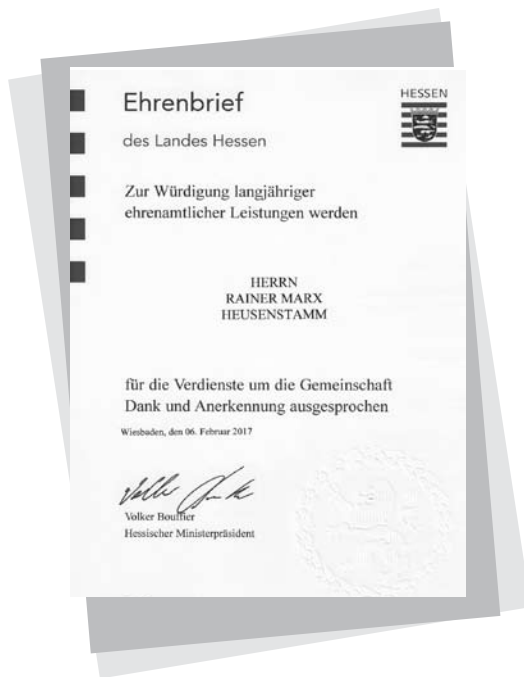 Ehrenbrief
des Landes Hessen
HESSEN
Zur Würdigung langjähriger
ehrenamtlicher Leistungen werden
HERRN
RAINER MARX
HEUSENSTAMM
für die Verdienste um die Gemeinschaft
Dank und Anerkennung ausgesprochen
Wiesbaden, den 06. Februar 2017
Volker Bouffier
Hessischer Ministerpräsident